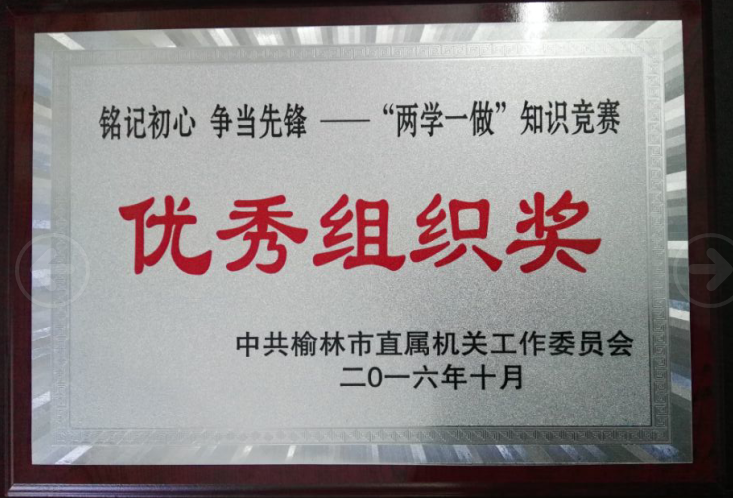 铭记初心 争当先锋 ——“两学一做”知识竞赛
优秀组织奖
中共榆林市直属机关工作委员会
二0一六年十月